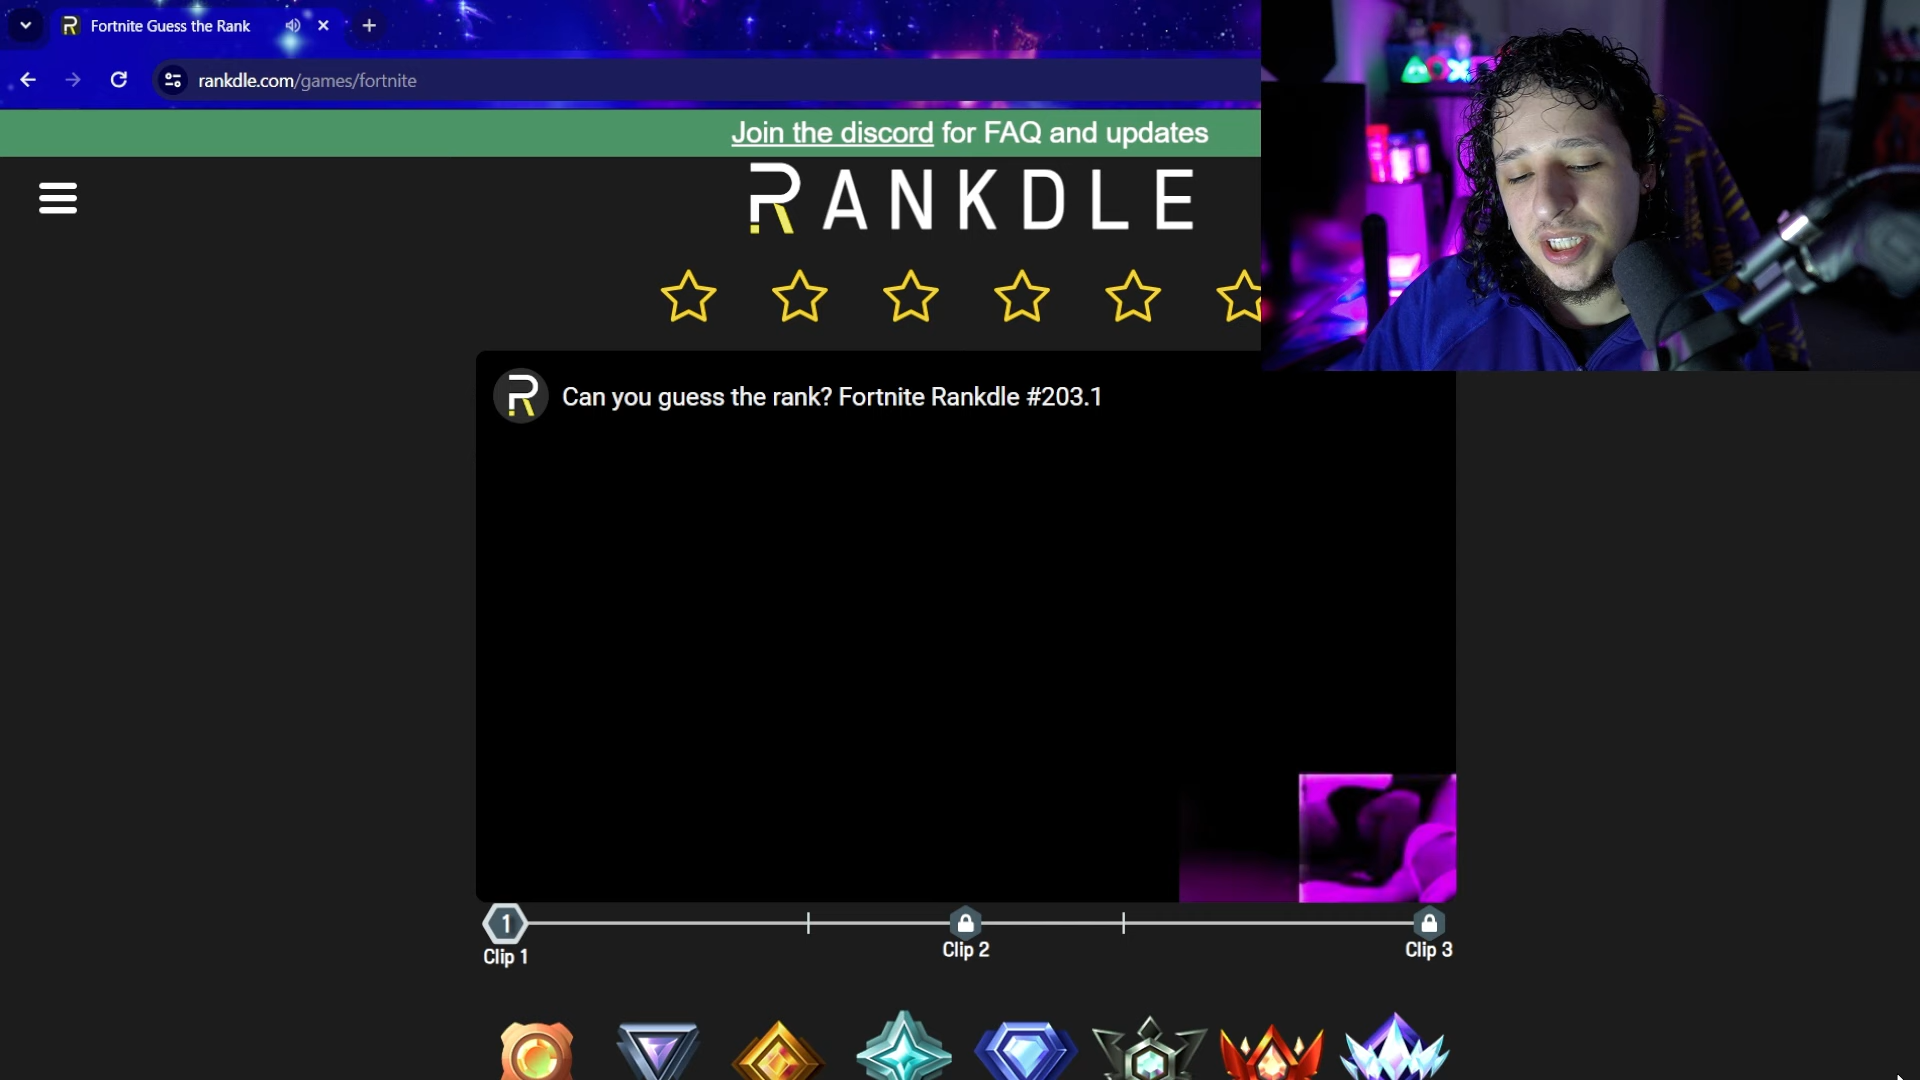 Fortnite Guess the Rank
rankdle.com/games/fortnite
Join the discord for FAQ and updates
RANKDLE
Can you guess the rank? Fortnite Rankdle #203.1
1
Clip 1
Clip 2
Clip 3